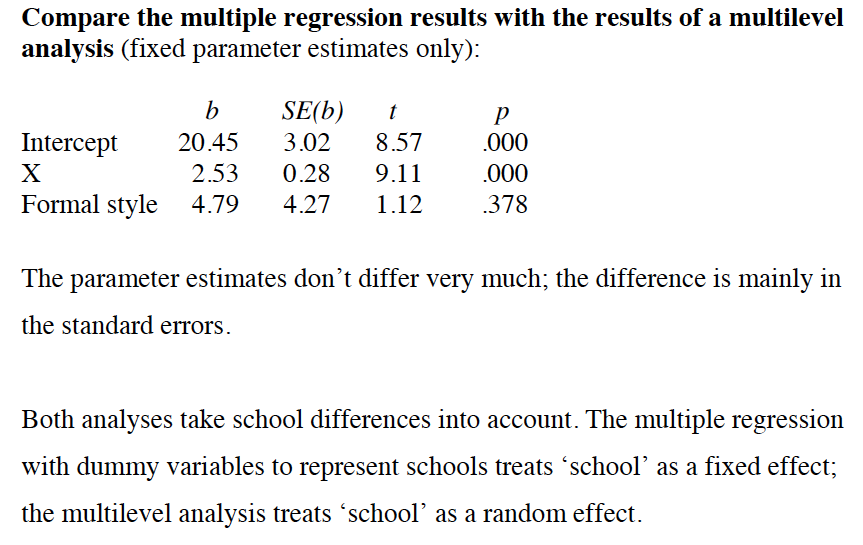 Compare the multiple regression results with the results of a multilevel
analysis (fixed parameter estimates only):
b SE(b) t p
Intercept 20.45 3.02 8.57 .000
X 2.53 0.28 9.11 .000
Formal style 4.79 4.27 1.12 .378
The parameter estimates don’t differ very much; the difference is mainly in
the standard errors.
Both analyses take school differences into account. The multiple regression
with dummy variables to represent schools treats ‘school’ as a fixed effect;
the multilevel analysis treats ‘school’ as a random effect.